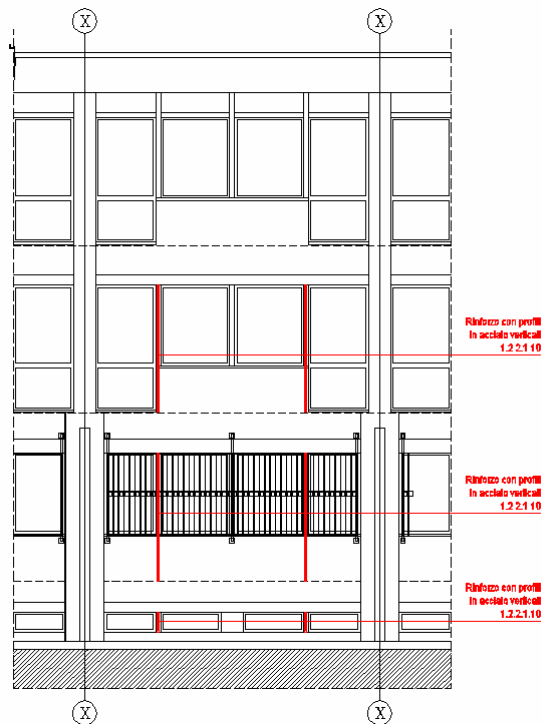 X X
Rinforzo con profili
in acciaio verticali
1.2.2.1.10
Rinforzo con profili
in acciaio verticali
1.2.2.1.10
Rinforzo con profili
in acciaio verticali
1.2.2.1.10
X X